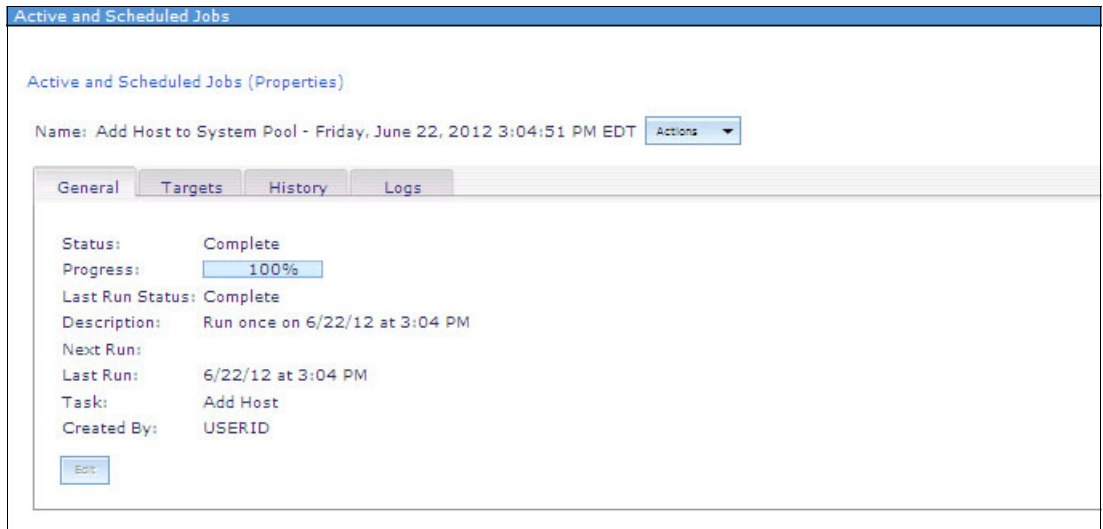 Active and Scheduled Jobs
Active and Scheduled Jobs (Properties)
Name: Add Host to System Pool - Friday, June 22, 2012 3:04:51 PM EDT Actions
General Targets History Logs
Status: Complete
Progress: 100%
Last Run Status: Complete
Description: Run once on 6/22/12 at 3:04 PM
Next Run:
Last Run: 6/22/12 at 3:04 PM
Task: Add Host
Created By: USERID
Edit